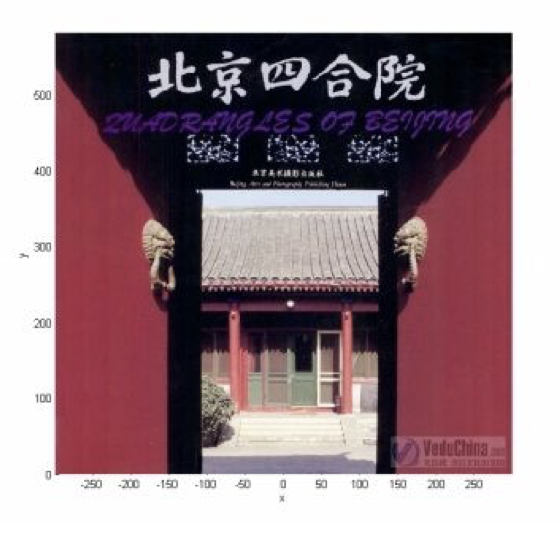 北京四合院
QUADRANGLES OF BEIJING
北京美术摄影出版社
Beijing Arts and Photography Publishing House
y
500
400
300
200
100
0
-250 -200 -150 -100 -50 0 50 100 150 200 250
x
VeduChina